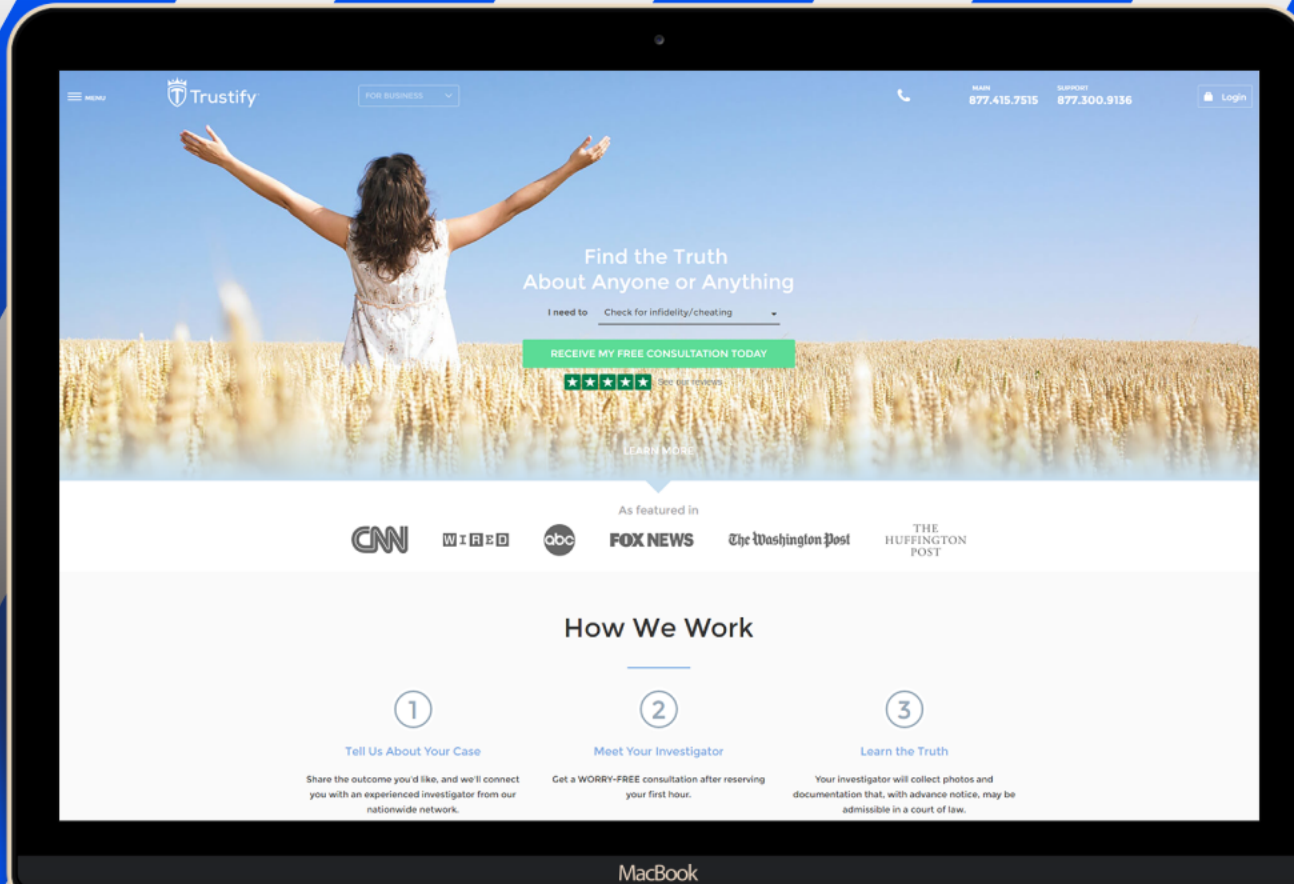 MENU
Trustify
FOR BUSINESS
MAIN
877.415.7515
SUPPORT
877.300.9136
Login
Find the Truth
About Anyone or Anything
I need to Check for infidelity/cheating
RECEIVE MY FREE CONSULTATION TODAY
See our reviews
LEARN MORE
As featured in
CNN
WIRED
abc
FOX NEWS
The Washington Post
THE
HUFFINGTON
POST
How We Work
1
Tell Us About Your Case
Share the outcome you'd like, and we'll connect
you with an experienced investigator from our
nationwide network.
2
Meet Your Investigator
Get a WORRY-FREE consultation after reserving
your first hour.
3
Learn the Truth
Your investigator will collect photos and
documentation that, with advance notice, may be
admissible in a court of law.
MacBook